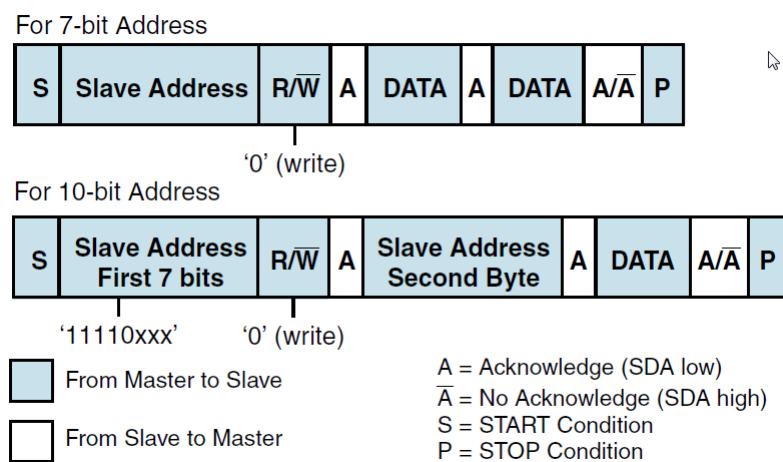 For 7-bit Address
S Slave Address R/W̅ A DATA A DATA A/A̅ P
‘0’ (write)
For 10-bit Address
S Slave Address First 7 bits R/W̅ A Slave Address Second Byte A DATA A/A̅ P
‘11110xxx’ ‘0’ (write)
From Master to Slave
From Slave to Master
A = Acknowledge (SDA low)
A̅ = No Acknowledge (SDA high)
S = START Condition
P = STOP Condition